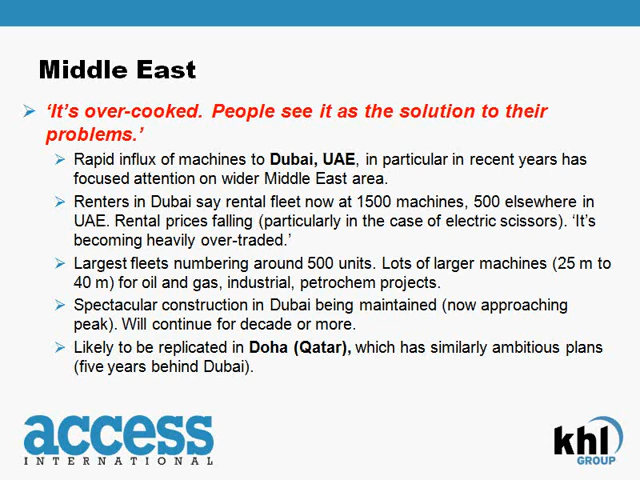 Middle East
‘It’s over-cooked. People see it as the solution to their
problems.’
Rapid influx of machines to Dubai, UAE, in particular in recent years has
focused attention on wider Middle East area.
Renters in Dubai say rental fleet now at 1500 machines, 500 elsewhere in
UAE. Rental prices falling (particularly in the case of electric scissors). ‘It’s
becoming heavily over-traded.’
Largest fleets numbering around 500 units. Lots of larger machines (25 m to
40 m) for oil and gas, industrial, petrochem projects.
Spectacular construction in Dubai being maintained (now approaching
peak). Will continue for decade or more.
Likely to be replicated in Doha (Qatar), which has similarly ambitious plans
(five years behind Dubai).
access
INTERNATIONAL
khl
GROUP